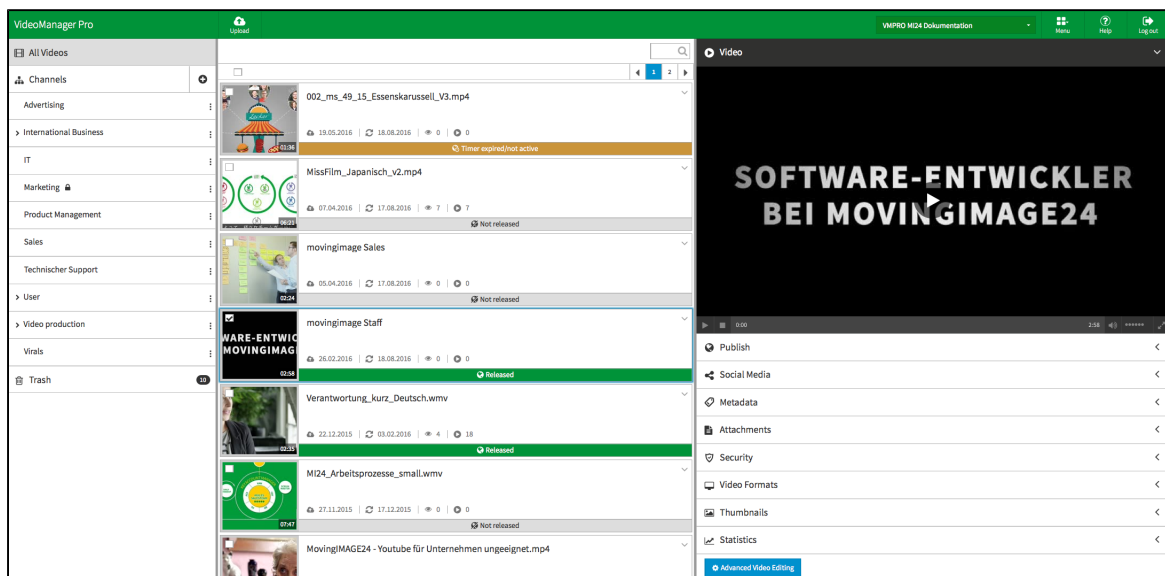 VideoManager Pro
Upload
VMPRO MI24 Dokumentation
Menu
Help
Log out
All Videos
Channels
Advertising
International Business
IT
Marketing
Product Management
Sales
Technischer Support
User
Video production
Virals
Trash
10
1 2
002_ms_49_15_Essenskarussell_V3.mp4
19.05.2016 | 18.08.2016 | 0 | 0
01:36
Timer expired/not active
MissFilm_Japanisch_v2.mp4
07.04.2016 | 17.08.2016 | 7 | 7
06:21
Not released
movingimage Sales
05.04.2016 | 17.08.2016 | 0 | 0
02:24
Not released
movingimage Staff
WARE-ENTWIC
MOVINGIMAG
26.02.2016 | 18.08.2016 | 0 | 0
02:58
Released
Verantwortung_kurz_Deutsch.wmv
22.12.2015 | 03.02.2016 | 4 | 18
02:35
Released
MI24_Arbeitsprozesse_small.wmv
27.11.2015 | 17.12.2015 | 0 | 0
07:47
Not released
MovingIMAGE24 - Youtube für Unternehmen ungeeignet.mp4
Video
SOFTWARE-ENTWICKLER
BEI MOVINGIMAGE24
0:00
2:58
Publish
Social Media
Metadata
Attachments
Security
Video Formats
Thumbnails
Statistics
Advanced Video Editing